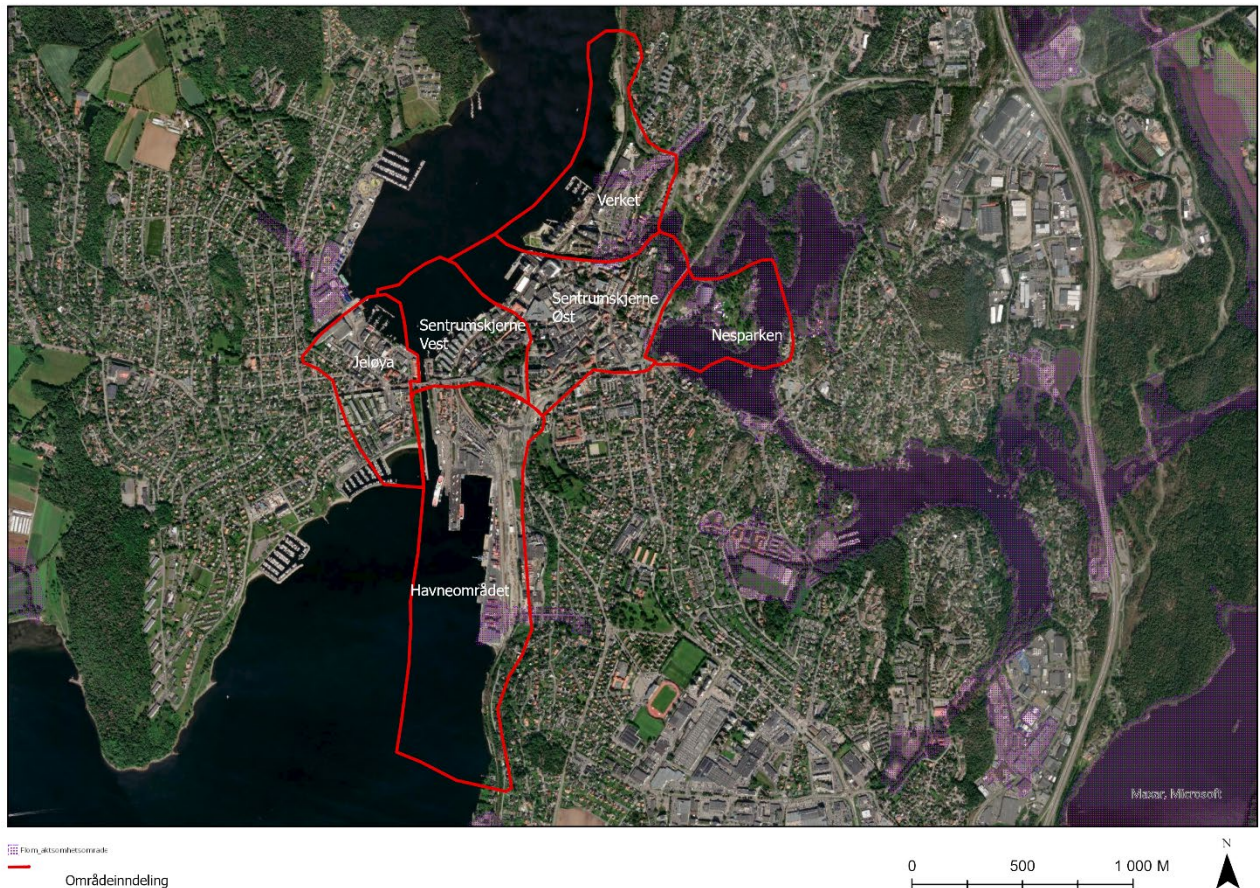 Verket
Sentrumskjerne
Øst
Sentrumskjerne
Vest
Nesparken
Jeløya
Havneområdet
Maxar, Microsoft
Flom_aktsomhetsområde
Områdeinndeling
0 500 1 000 M
N